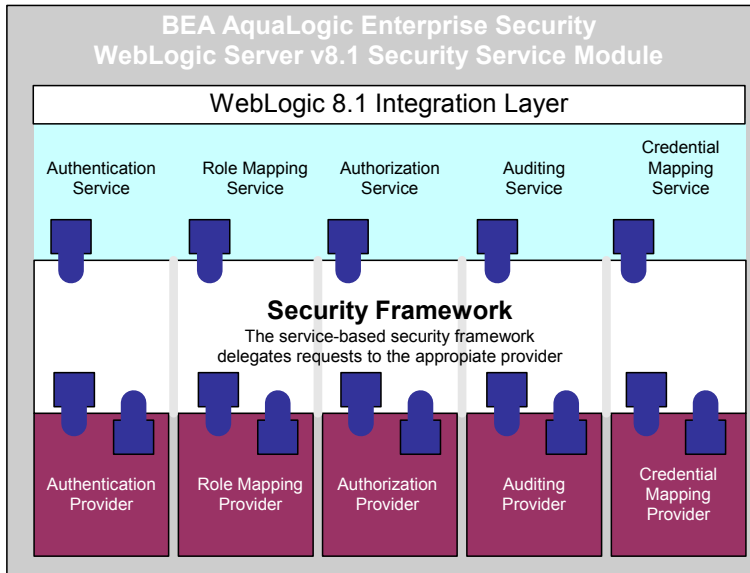 BEA AquaLogic Enterprise Security
WebLogic Server v8.1 Security Service Module
WebLogic 8.1 Integration Layer
Authentication
Service
Role Mapping
Service
Authorization
Service
Auditing
Service
Credential
Mapping
Service
Security Framework
The service-based security framework
delegates requests to the appropiate provider
Authentication
Provider
Role Mapping
Provider
Authorization
Provider
Auditing
Provider
Credential
Mapping
Provider